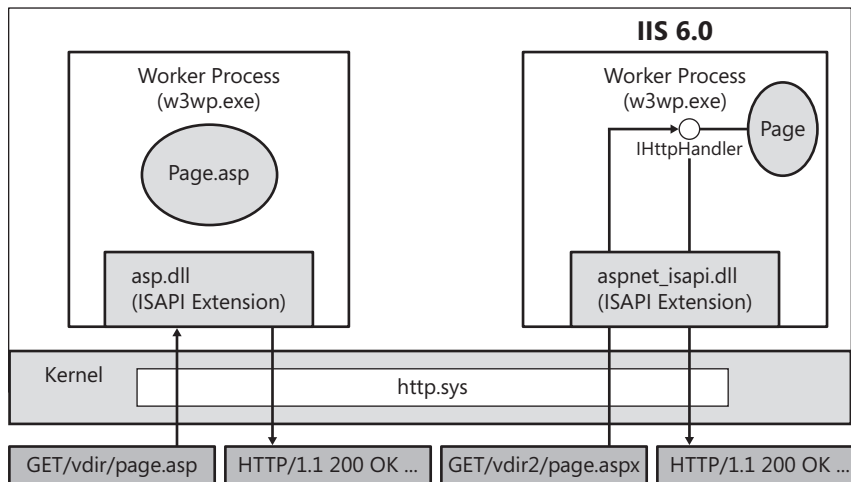 IIS 6.0
Worker Process
(w3wp.exe)
Page.asp
asp.dll
(ISAPI Extension)
Worker Process
(w3wp.exe)
Page
IHttpHandler
aspnet_isapi.dll
(ISAPI Extension)
Kernel
http.sys
GET/vdir/page.asp
HTTP/1.1 200 OK ...
GET/vdir2/page.aspx
HTTP/1.1 200 OK ...